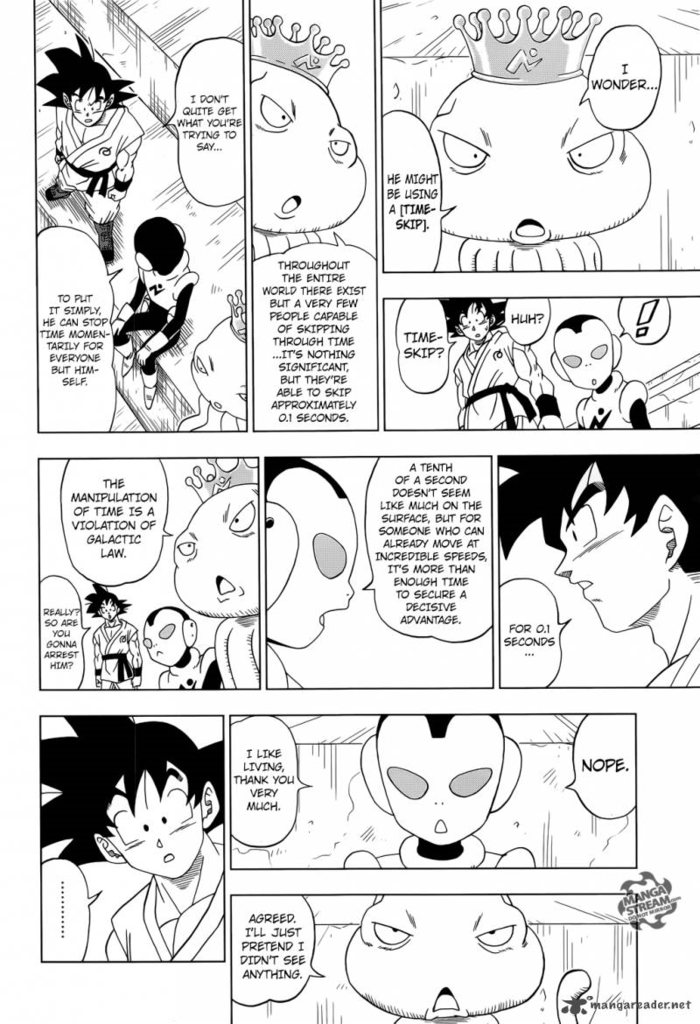 I
WONDER...
HE MIGHT
BE USING
A [TIME-
SKIP].
HUH?
TIME-
SKIP?
THROUGHOUT
THE ENTIRE
WORLD THERE EXIST
BUT A VERY FEW
PEOPLE CAPABLE
OF SKIPPING
THROUGH TIME
...IT'S NOTHING
SIGNIFICANT,
BUT THEY'RE
ABLE TO SKIP
APPROXIMATELY
0.1 SECONDS.
I DON'T
QUITE GET
WHAT YOU'RE
TRYING TO
SAY...
TO PUT
IT SIMPLY,
HE CAN STOP
TIME MOMEN-
TARILY FOR
EVERYONE
BUT HIM-
SELF.
FOR 0.1
SECONDS
...
A TENTH
OF A SECOND
DOESN'T SEEM
LIKE MUCH ON THE
SURFACE, BUT FOR
SOMEONE WHO CAN
ALREADY MOVE AT
INCREDIBLE SPEEDS,
IT'S MORE THAN
ENOUGH TIME
TO SECURE A
DECISIVE
ADVANTAGE.
THE
MANIPULATION
OF TIME IS A
VIOLATION OF
GALACTIC
LAW.
REALLY?
SO ARE
YOU
GONNA
ARREST
HIM?
NOPE.
I LIKE
LIVING,
THANK YOU
VERY
MUCH.
AGREED.
I'LL JUST
PRETEND I
DIDN'T SEE
ANYTHING.
........
MANGA
STREAM
.COM
DO NOT MIRROR
mangareader.net